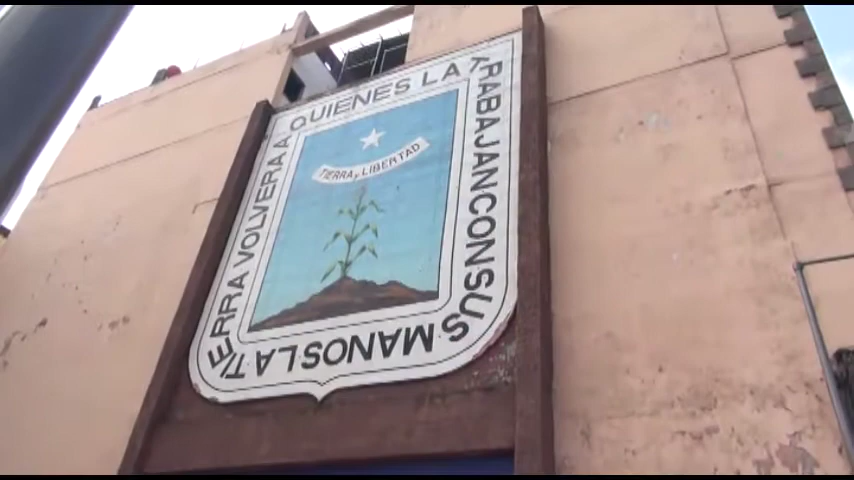 TIERRA y LIBERTAD
LA TIERRA VOLVERA A QUIENES LA TRABAJAN CON SUS MANOS